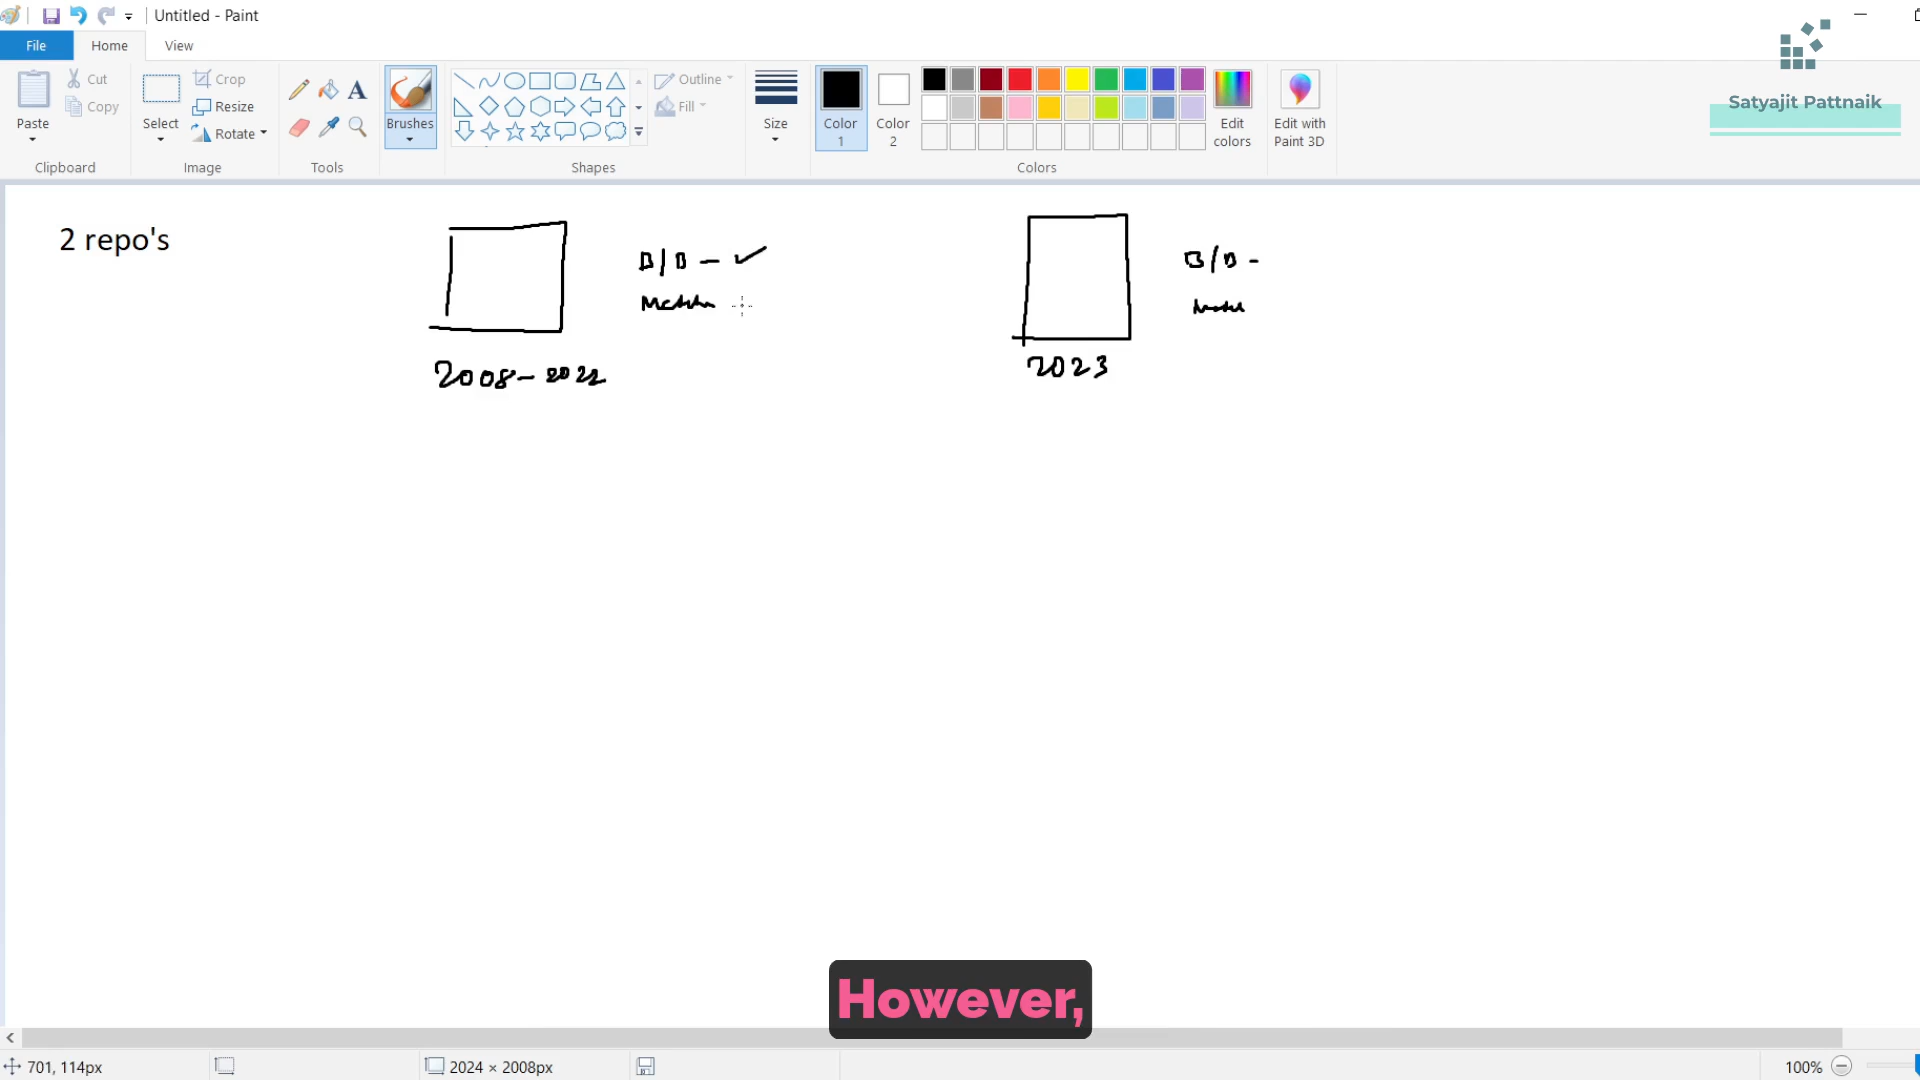 Untitled - Paint
File Home View
Paste
Cut
Copy
Clipboard
Select
Crop
Resize
Rotate
Image
Tools
Brushes
Shapes
Outline
Fill
Size
Color 1
Color 2
Edit colors
Colors
Edit with Paint 3D
Satyajit Pattnaik
2 repo's
B/B -
2008-2022
B/B -
2023
However,
701, 114px
2024 × 2008px
100%